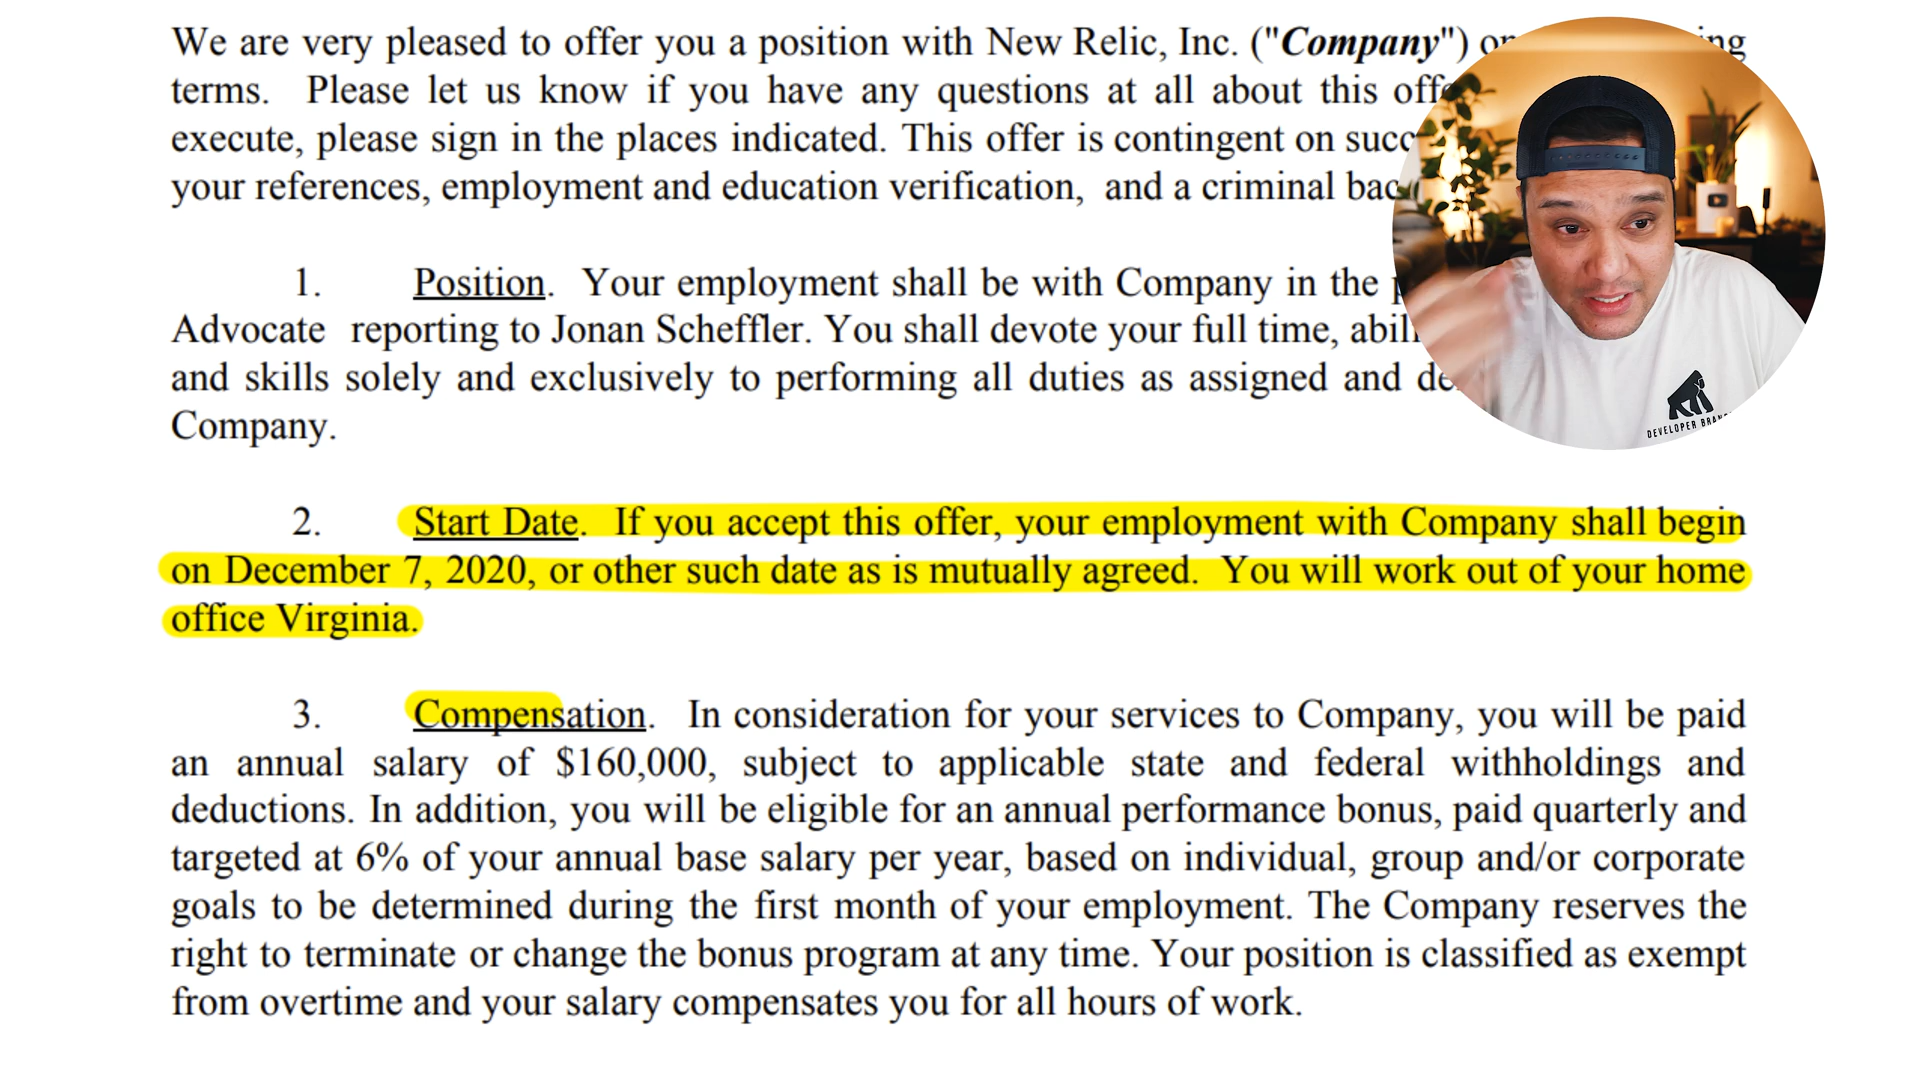 We are very pleased to offer you a position with New Relic, Inc. ("Company") ing
terms. Please let us know if you have any questions at all about this
execute, please sign in the places indicated. This offer is contingent on
your references, employment and education verification, and a criminal
1. Position. Your employment shall be with Company in the
Advocate reporting to Jonan Scheffler. You shall devote your full time,
and skills solely and exclusively to performing all duties as assigned and
Company.
2. Start Date. If you accept this offer, your employment with Company shall begin
on December 7, 2020, or other such date as is mutually agreed. You will work out of your home
office Virginia.
3. Compensation. In consideration for your services to Company, you will be paid
an annual salary of $160,000, subject to applicable state and federal withholdings and
deductions. In addition, you will be eligible for an annual performance bonus, paid quarterly and
targeted at 6% of your annual base salary per year, based on individual, group and/or corporate
goals to be determined during the first month of your employment. The Company reserves the
right to terminate or change the bonus program at any time. Your position is classified as exempt
from overtime and your salary compensates you for all hours of work.
DEVELOPER